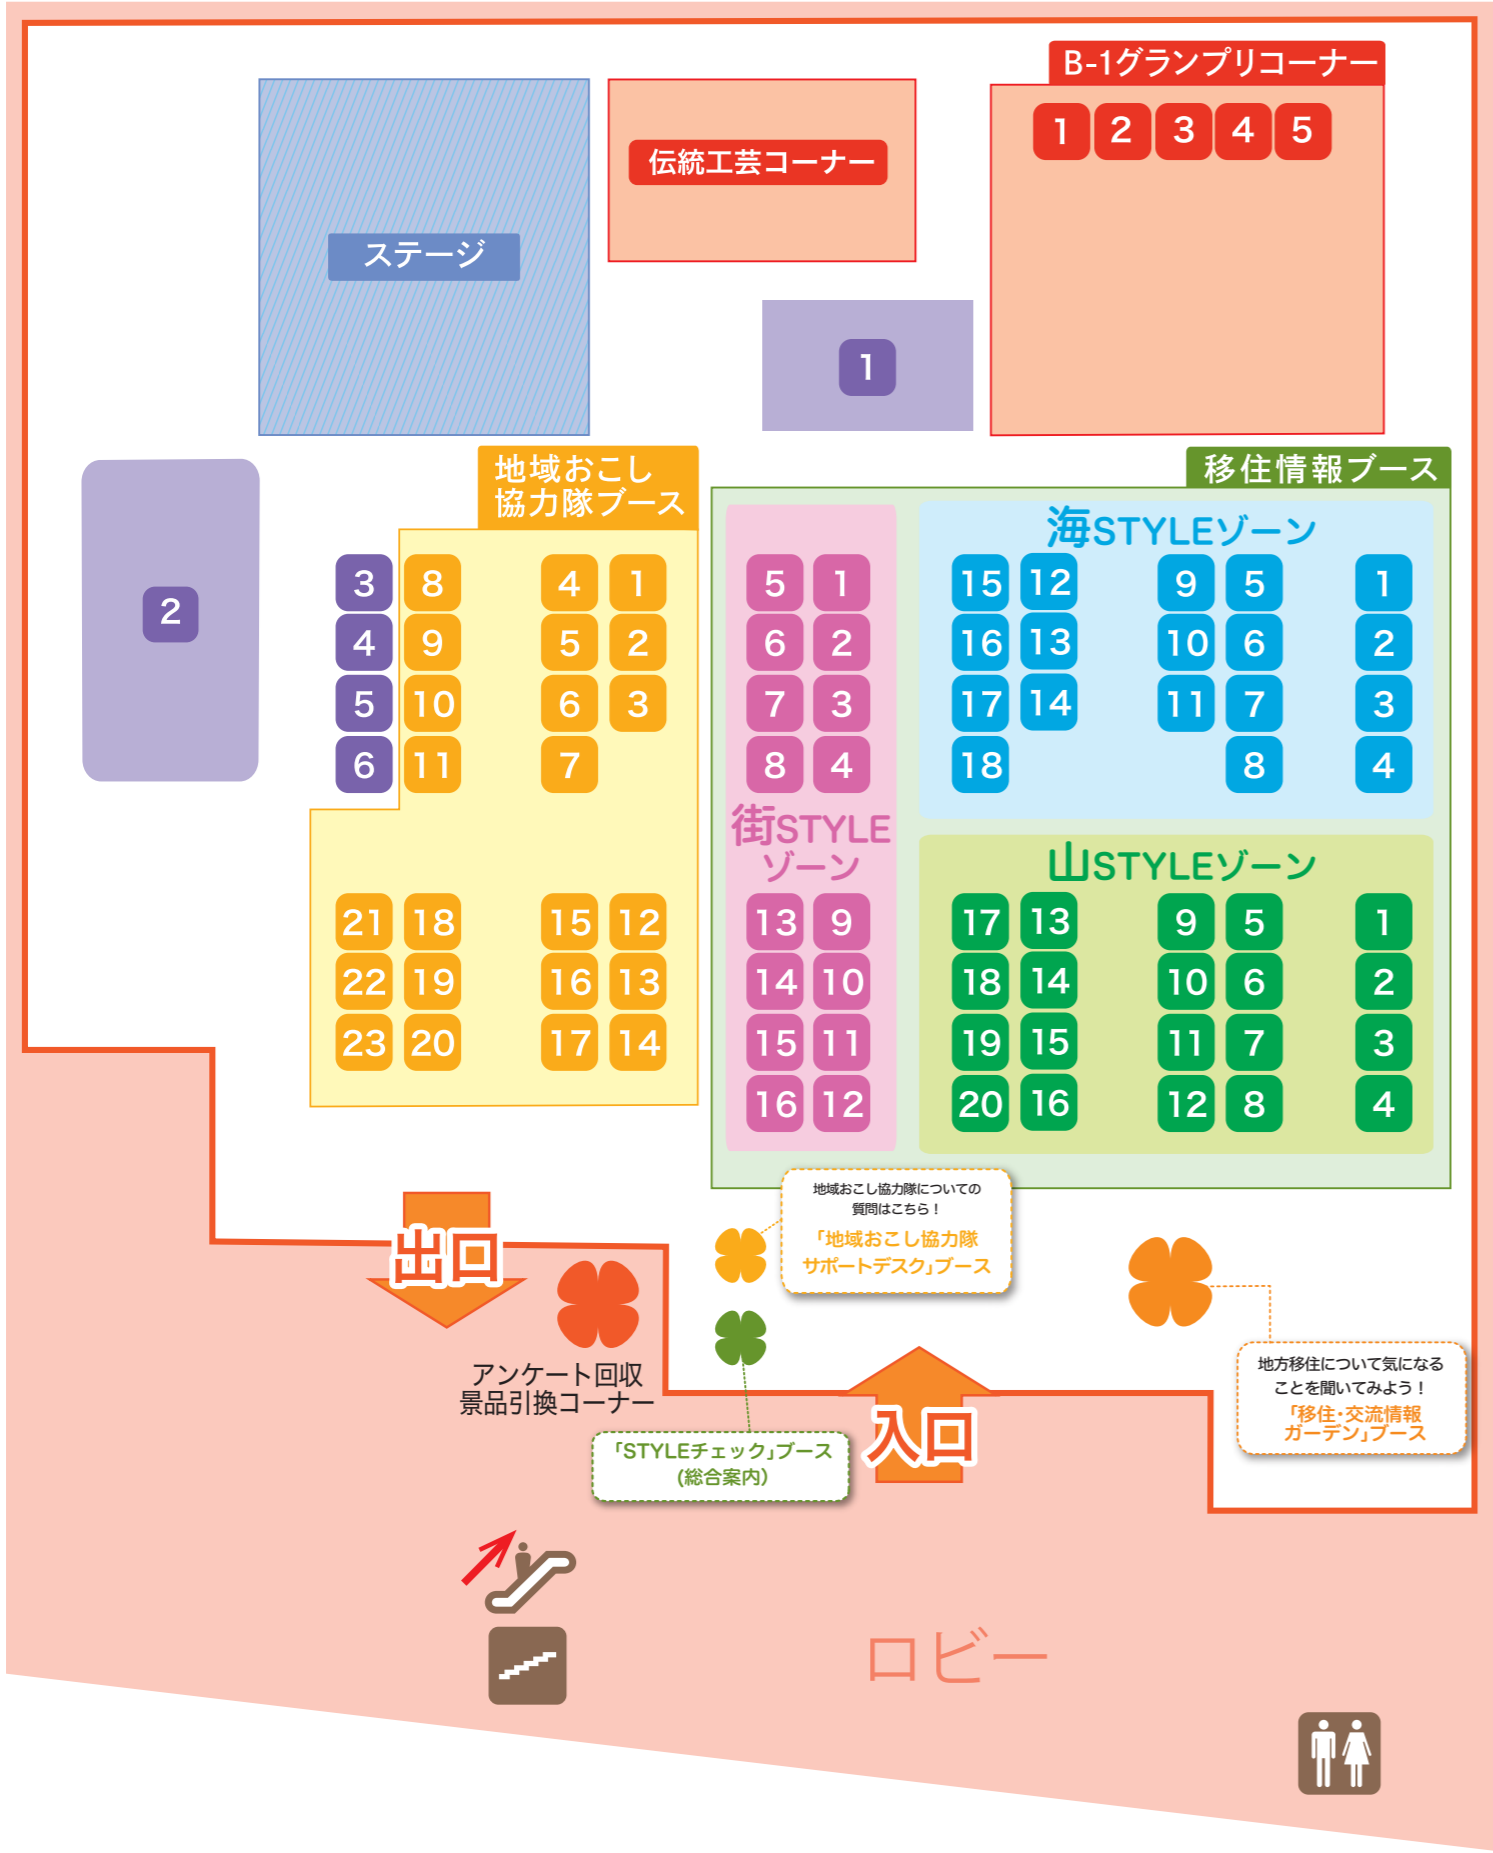 B-1グランプリコーナー
1 2 3 4 5
伝統工芸コーナー
ステージ
1
2
地域おこし
協力隊ブース
3 8 4 1
4 9 5 2
5 10 6 3
6 11 7
21 18 15 12
22 19 16 13
23 20 17 14
移住情報ブース
5 1
6 2
7 3
8 4
街STYLE
ゾーン
13 9
14 10
15 11
16 12
海STYLEゾーン
15 12 9 5 1
16 13 10 6 2
17 14 11 7 3
18 8 4
山STYLEゾーン
17 13 9 5 1
18 14 10 6 2
19 15 11 7 3
20 16 12 8 4
地域おこし協力隊についての
質問はこちら！
「地域おこし協力隊
サポートデスク」ブース
出口
アンケート回収
景品引換コーナー
「STYLEチェック」ブース
(総合案内)
入口
地方移住について気になる
ことを聞いてみよう！
「移住・交流情報
ガーデン」ブース
ロビー